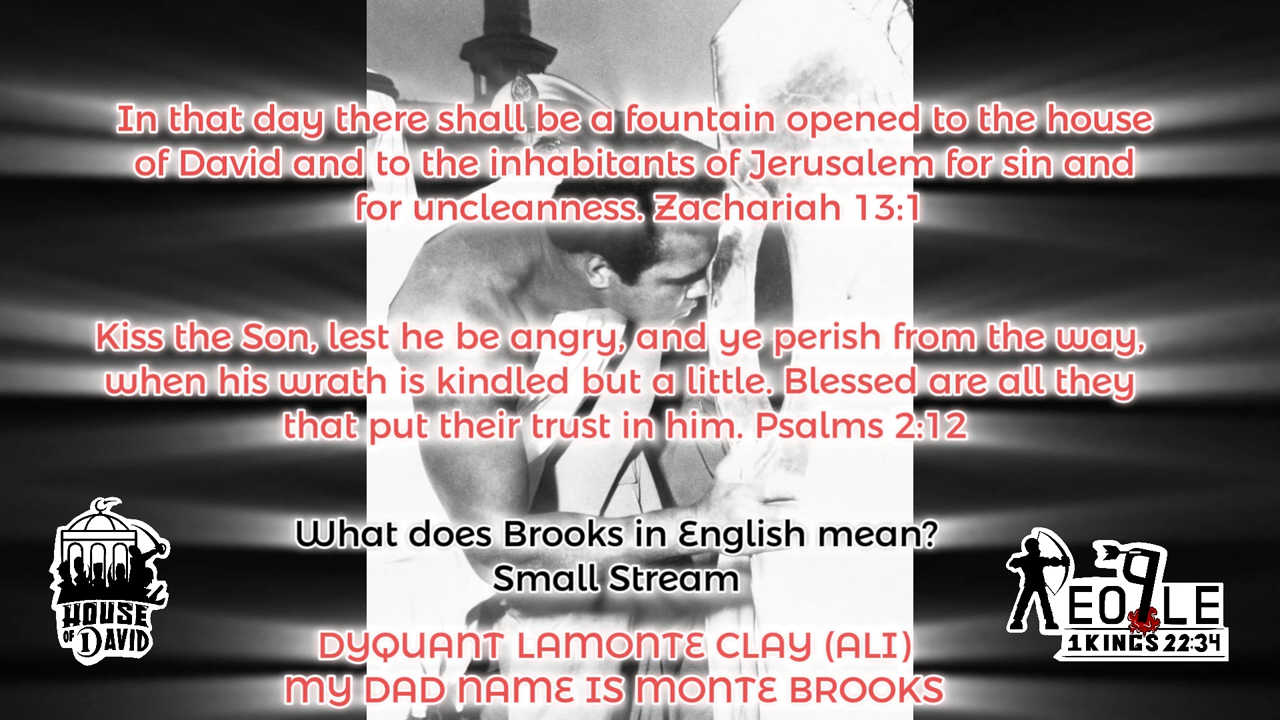 In that day there shall be a fountain opened to the house
of David and to the inhabitants of Jerusalem for sin and
for uncleanness. Zachariah 13:1
Kiss the Son, lest he be angry, and ye perish from the way,
when his wrath is kindled but a little. Blessed are all they
that put their trust in him. Psalms 2:12
What does Brooks in English mean?
Small Stream
DYQUANT LAMONTE CLAY (ALI)
MY DAD NAME IS MONTE BROOKS
HOUSE
OF DAVID
EO LE
1 KINGS 22:34